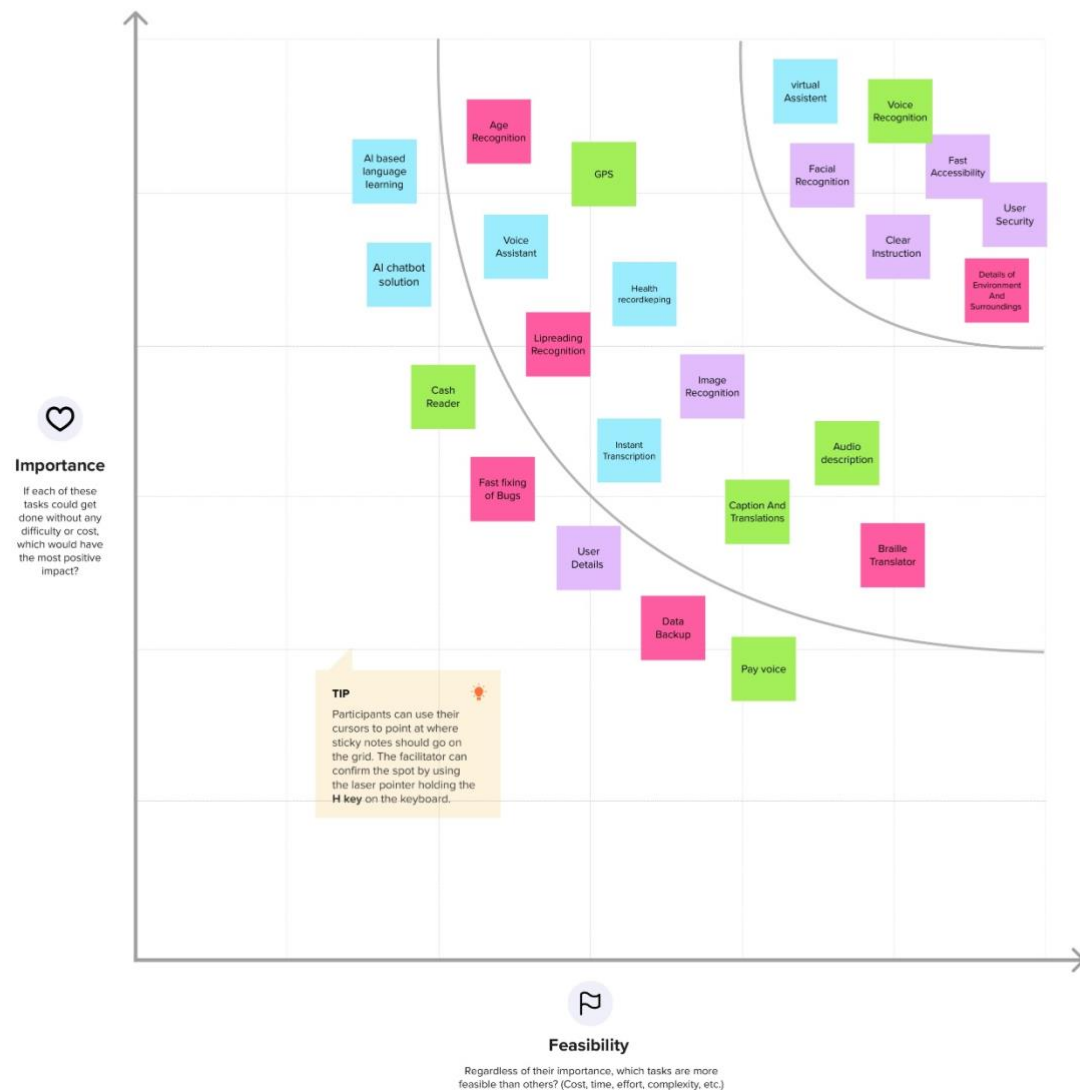 virtual
Assistent
Voice
Recognition
Age
Recognition
AI based
language
learning
GPS
Facial
Recognition
Fast
Accessibility
User
Security
Voice
Assistant
Clear
Instruction
AI chatbot
solution
Health
recordkeping
Details of
Environment
And
Surroundings
Lipreading
Recognition
Image
Recognition
Cash
Reader
Instant
Transcription
Audio
description
Fast fixing
of Bugs
Caption And
Translations
User
Details
Braille
Translator
Data
Backup
Pay voice
Importance
If each of these
tasks could get
done without any
difficulty or cost,
which would have
the most positive
impact?
TIP
Participants can use their
cursors to point at where
sticky notes should go on
the grid. The facilitator can
confirm the spot by using
the laser pointer holding the
H key on the keyboard.
Feasibility
Regardless of their importance, which tasks are more
feasible than others? (Cost, time, effort, complexity, etc.)